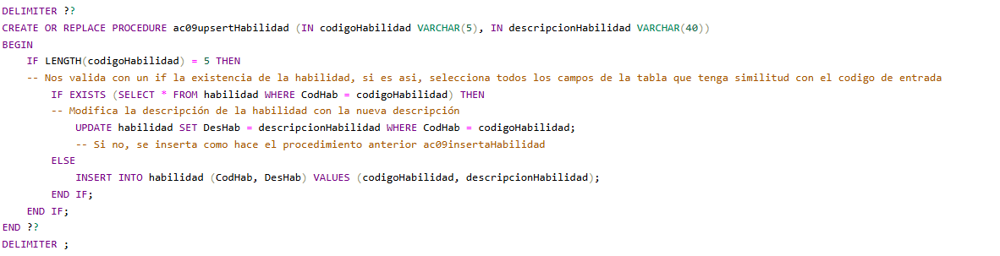 DELIMITER ??
CREATE OR REPLACE PROCEDURE ac09upsertHabilidad (IN codigoHabilidad VARCHAR(5), IN descripcionHabilidad VARCHAR(40))
BEGIN
    IF LENGTH(codigoHabilidad) = 5 THEN
    -- Nos valida con un if la existencia de la habilidad, si es asi, selecciona todos los campos de la tabla que tenga similitud con el codigo de entrada
        IF EXISTS (SELECT * FROM habilidad WHERE CodHab = codigoHabilidad) THEN
        -- Modifica la descripción de la habilidad con la nueva descripción
            UPDATE habilidad SET DesHab = descripcionHabilidad WHERE CodHab = codigoHabilidad;
            -- Si no, se inserta como hace el procedimiento anterior ac09insertaHabilidad
        ELSE
            INSERT INTO habilidad (CodHab, DesHab) VALUES (codigoHabilidad, descripcionHabilidad);
        END IF;
    END IF;
END ??
DELIMITER ;